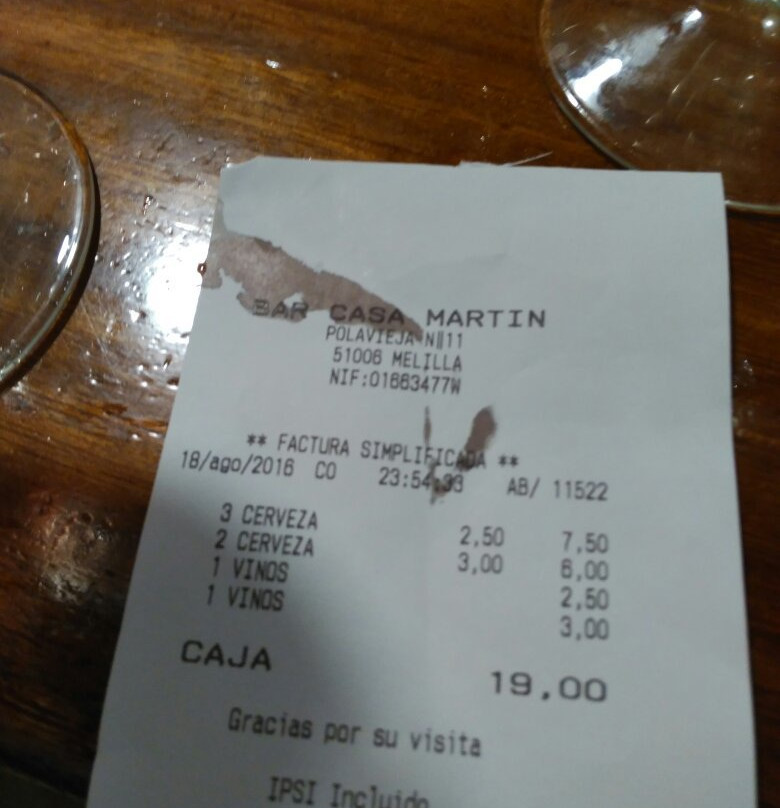 BAR CASA MARTIN
POLAVIEJA Nº11
51006 MELILLA
NIF:01663477W
** FACTURA SIMPLIFICADA **
18/ago/2016 CO 23:54:33 AB/ 11522
3 CERVEZA 2,50 7,50
2 CERVEZA 3,00 6,00
1 VINOS 2,50
1 VINOS 3,00
CAJA 19,00
Gracias por su visita
IPSI Incluido